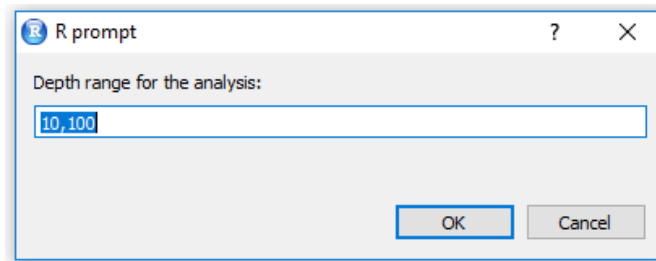 R R prompt ? ×
Depth range for the analysis:
10,100
OK Cancel